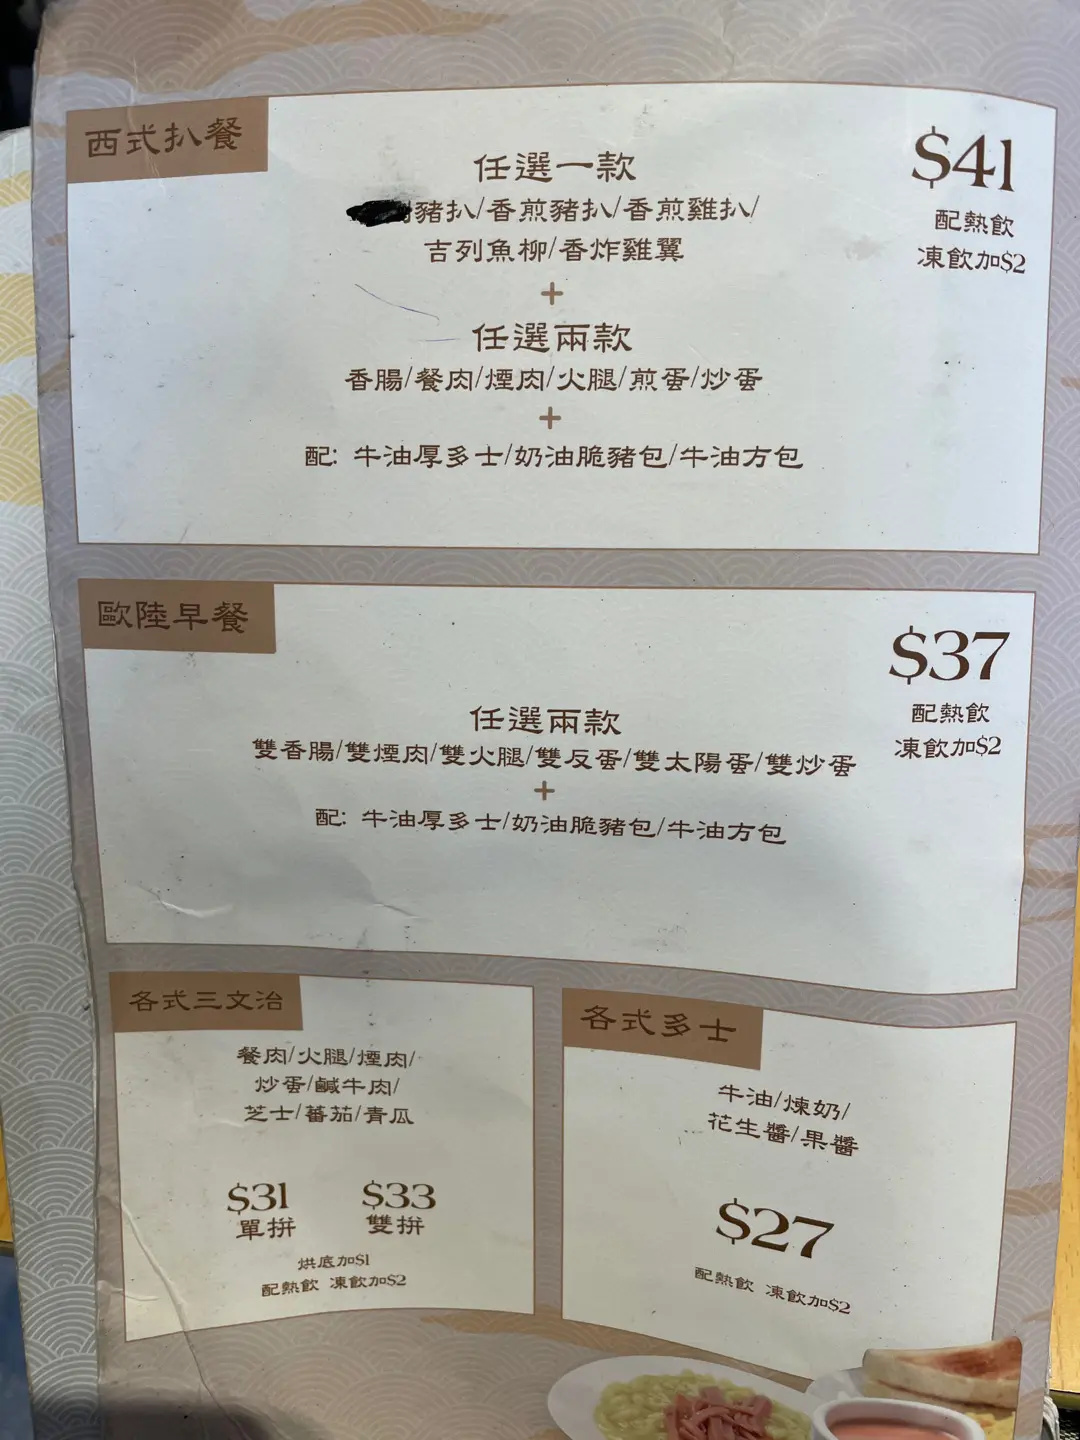 西式扒餐
任選一款
豬扒/香煎豬扒/香煎雞扒/
吉列魚柳/香炸雞翼
+
任選兩款
香腸/餐肉/煙肉/火腿/煎蛋/炒蛋
+
配: 牛油厚多士/奶油脆豬包/牛油方包
$41
配熱飲
凍飲加$2
歐陸早餐
任選兩款
雙香腸/雙煙肉/雙火腿/雙反蛋/雙太陽蛋/雙炒蛋
+
配: 牛油厚多士/奶油脆豬包/牛油方包
$37
配熱飲
凍飲加$2
各式三文治
餐肉/火腿/煙肉/
炒蛋/鹹牛肉/
芝士/蕃茄/青瓜
$31 $33
單拼 雙拼
烘底加$1
配熱飲 凍飲加$2
各式多士
牛油/煉奶/
花生醬/果醬
$27
配熱飲 凍飲加$2